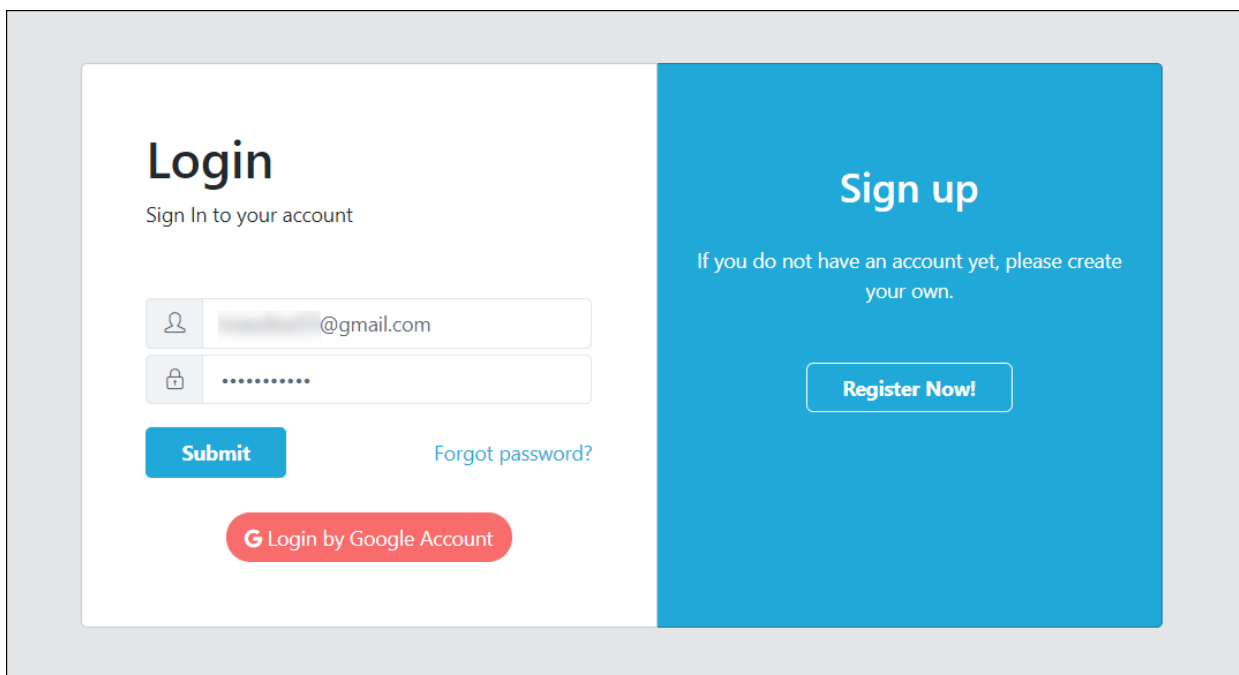 Login
Sign In to your account
@gmail.com
Submit
Forgot password?
G Login by Google Account
Sign up
If you do not have an account yet, please create
your own.
Register Now!